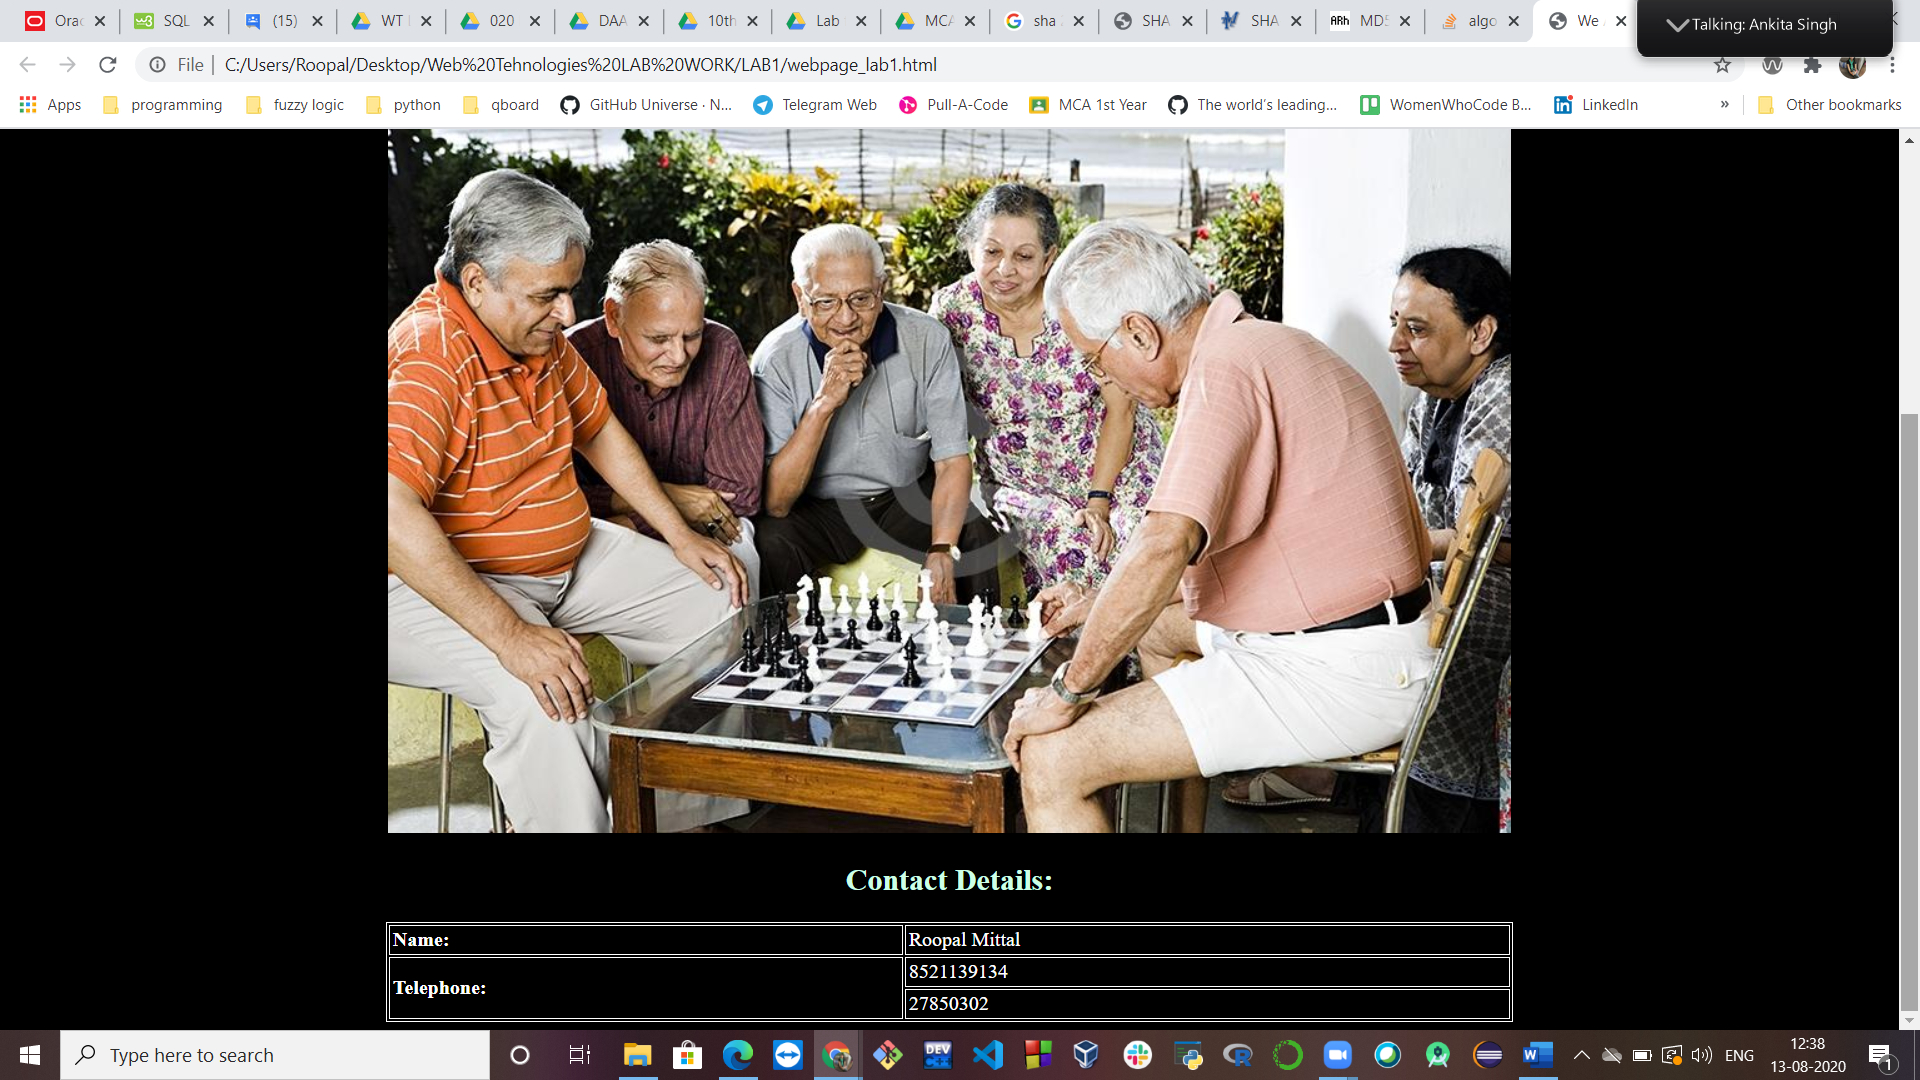 Orac
SQL
(15)
WT
020
DAA
10th
Lab
MCA
sha
SHA
SHA
MD5
algo
We
Talking: Ankita Singh
File
C:/Users/Roopal/Desktop/Web%20Tehnologies%20LAB%20WORK/LAB1/webpage_lab1.html
Apps
programming
fuzzy logic
python
qboard
GitHub Universe · N...
Telegram Web
Pull-A-Code
MCA 1st Year
The world's leading...
WomenWhoCode B...
LinkedIn
»
Other bookmarks
Contact Details:
Name:
Roopal Mittal
Telephone:
8521139134
27850302
Type here to search
ENG
12:38
13-08-2020
1